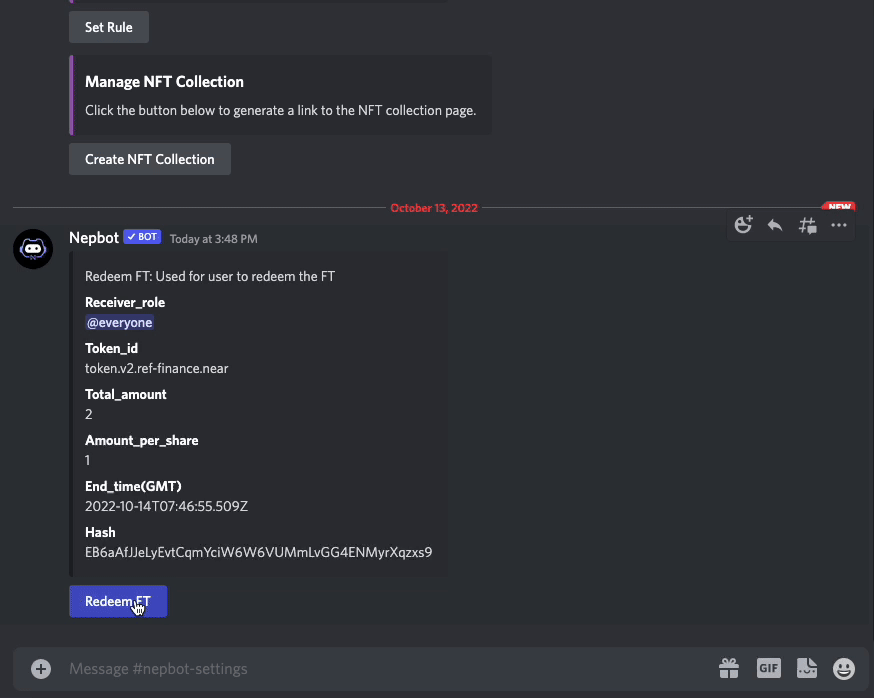 Set Rule
Manage NFT Collection
Click the button below to generate a link to the NFT collection page.
Create NFT Collection
October 13, 2022
NEW
Nepbot ✓ BOT Today at 3:48 PM
Redeem FT: Used for user to redeem the FT
Receiver_role
@everyone
Token_id
token.v2.ref-finance.near
Total_amount
2
Amount_per_share
1
End_time(GMT)
2022-10-14T07:46:55.509Z
Hash
EB6aAfJJeLyEvtCqmYciW6W6VUMmLvGG4ENMyrXqzxs9
Redeem FT
Message #nepbot-settings
GIF